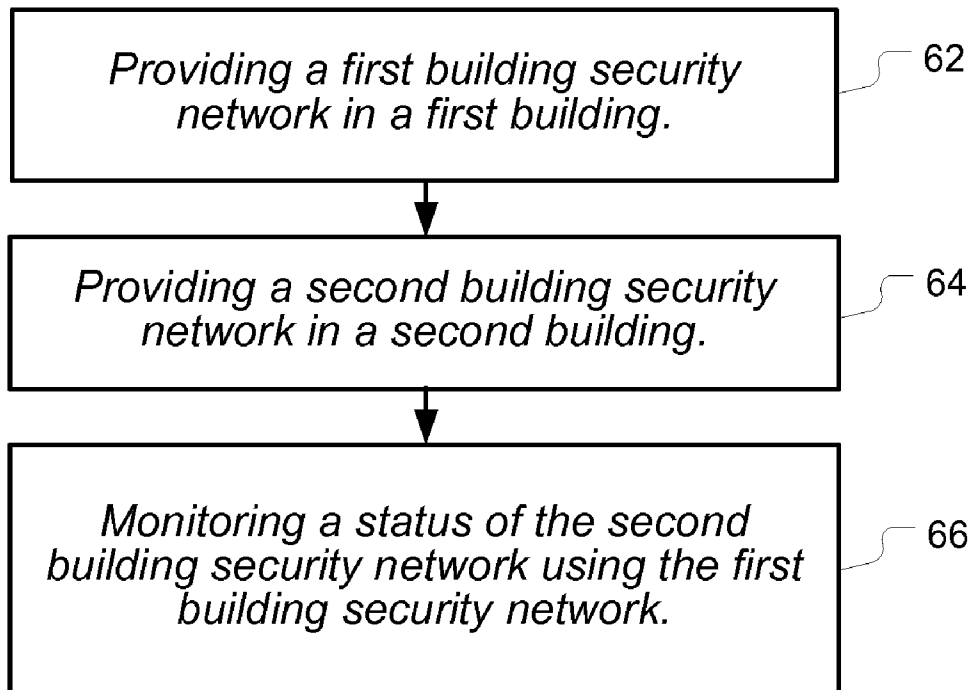 Providing a first building security
network in a first building.
62
Providing a second building security
network in a second building.
64
Monitoring a status of the second
building security network using the first
building security network.
66